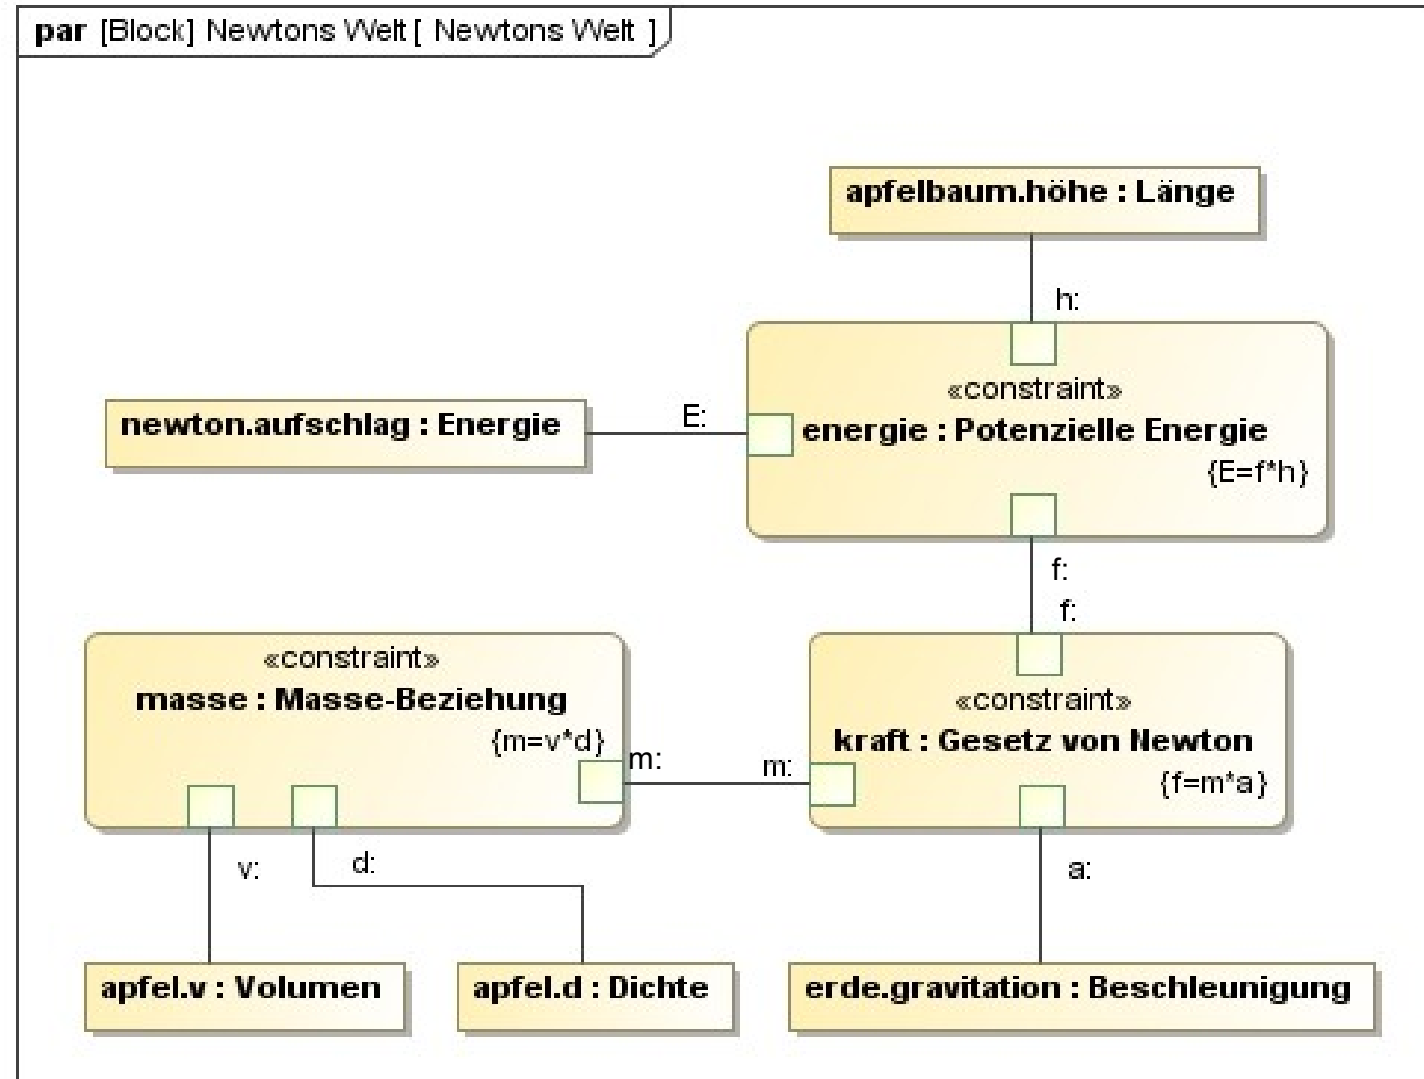 par [Block] Newtons Welt [ Newtons Welt ]
apfelbaum.höhe : Länge
h:
«constraint»
newton.aufschlag : Energie
E:
energie : Potenzielle Energie
{E=f*h}
f:
f:
«constraint»
masse : Masse-Beziehung
{m=v*d}
m:
m:
«constraint»
kraft : Gesetz von Newton
{f=m*a}
v:
d:
a:
apfel.v : Volumen
apfel.d : Dichte
erde.gravitation : Beschleunigung